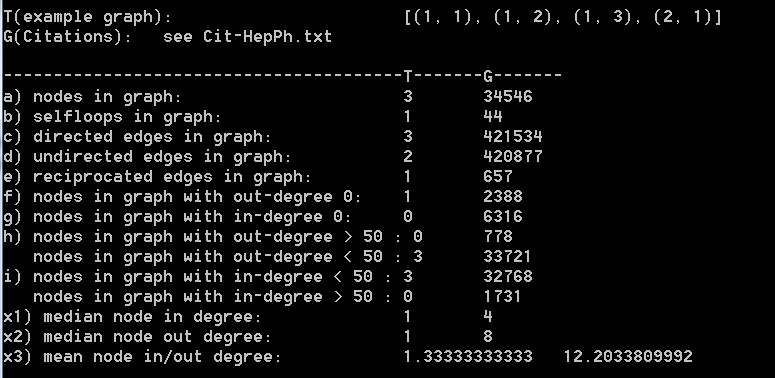 T(example graph):                       [(1, 1), (1, 2), (1, 3), (2, 1)]
G(Citations):   see Cit-HepPh.txt
----------------------------------------T-------G-------
a) nodes in graph:                      3       34546
b) selfloops in graph:                  1       44
c) directed edges in graph:             3       421534
d) undirected edges in graph:           2       420877
e) reciprocated edges in graph:         1       657
f) nodes in graph with out-degree 0:    1       2388
g) nodes in graph with in-degree 0:     0       6316
h) nodes in graph with out-degree > 50 : 0      778
   nodes in graph with out-degree < 50 : 3      33721
i) nodes in graph with in-degree < 50 : 3       32768
   nodes in graph with in-degree > 50 : 0       1731
x1) median node in degree:              1       4
x2) median node out degree:             1       8
x3) mean node in/out degree:            1.33333333333   12.2033809992